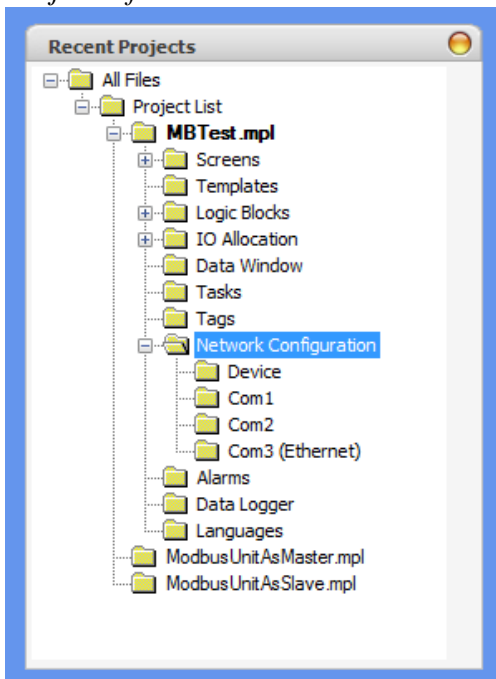 Recent Projects
All Files
Project List
MBTest.mpl
Screens
Templates
Logic Blocks
IO Allocation
Data Window
Tasks
Tags
Network Configuration
Device
Com1
Com2
Com3 (Ethernet)
Alarms
Data Logger
Languages
ModbusUnitAsMaster.mpl
ModbusUnitAsSlave.mpl